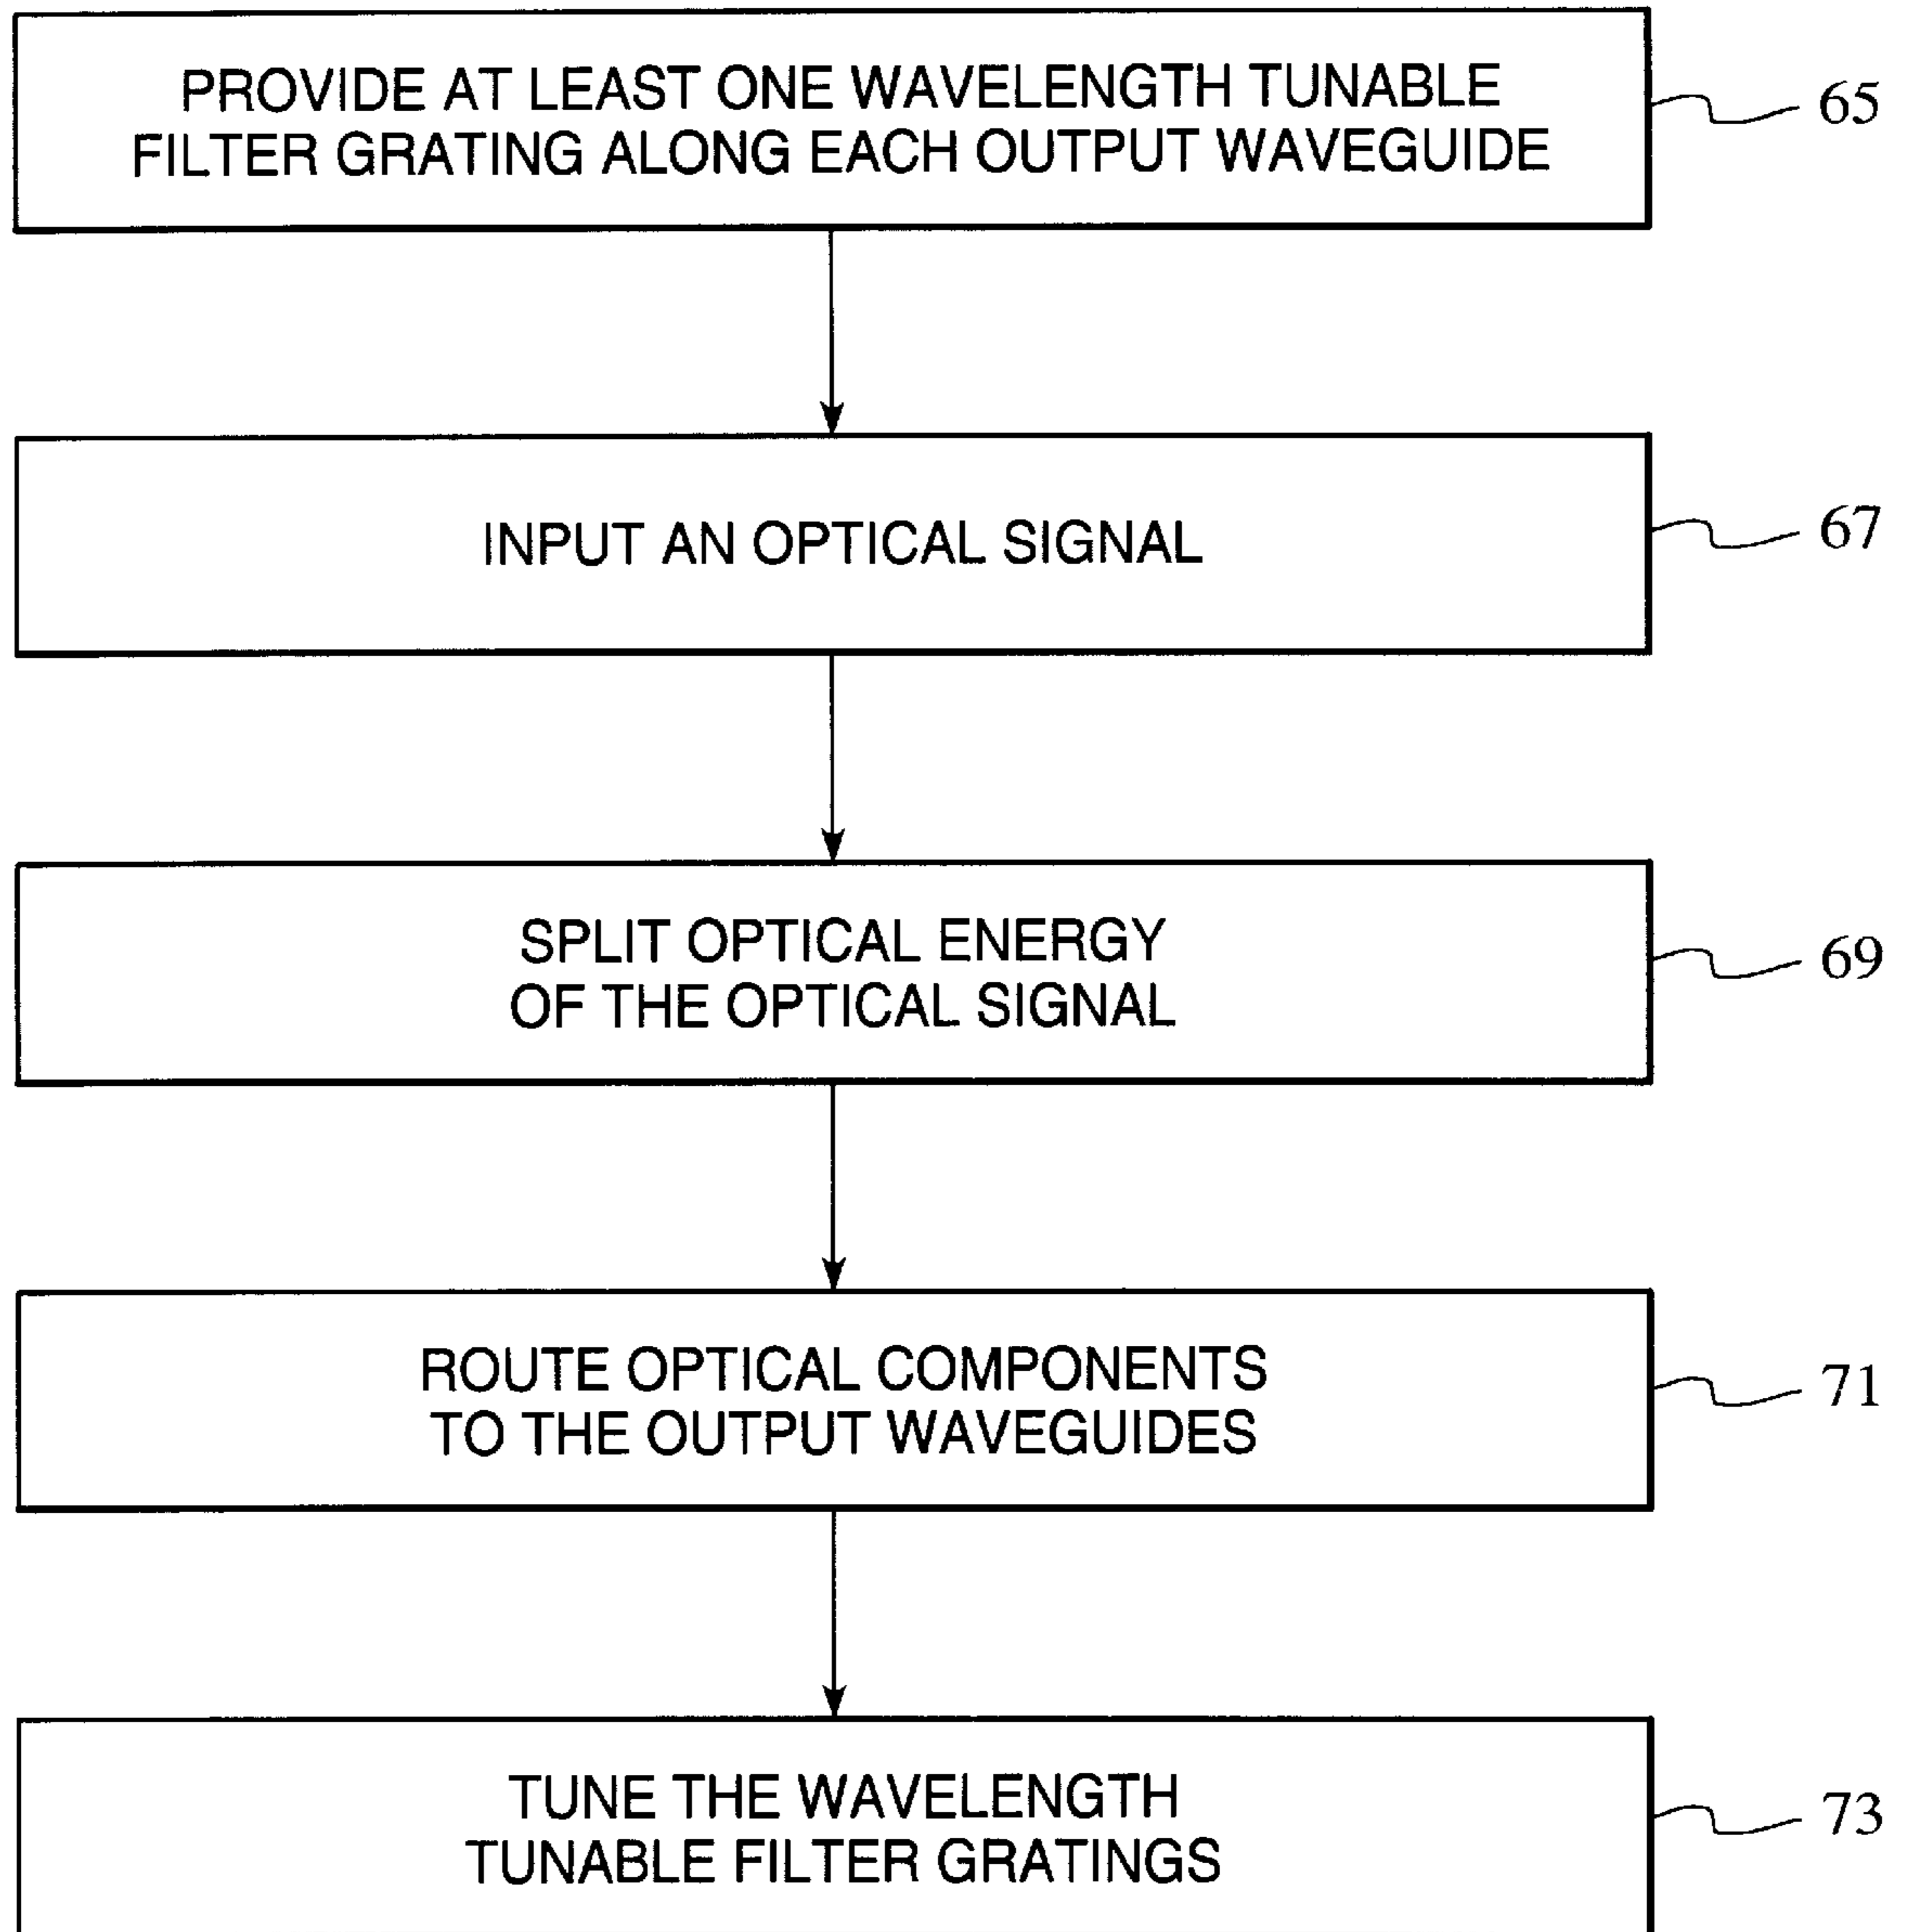 PROVIDE AT LEAST ONE WAVELENGTH TUNABLE
FILTER GRATING ALONG EACH OUTPUT WAVEGUIDE
65
INPUT AN OPTICAL SIGNAL
67
SPLIT OPTICAL ENERGY
OF THE OPTICAL SIGNAL
69
ROUTE OPTICAL COMPONENTS
TO THE OUTPUT WAVEGUIDES
71
TUNE THE WAVELENGTH
TUNABLE FILTER GRATINGS
73